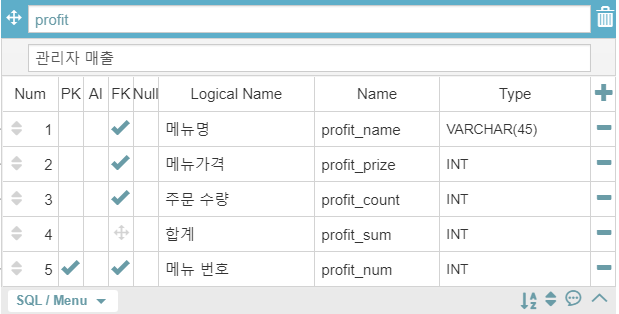 profit
관리자 매출
Num PK AI FK Null Logical Name Name Type
1 메뉴명 profit_name VARCHAR(45)
2 메뉴가격 profit_prize INT
3 주문 수량 profit_count INT
4 합계 profit_sum INT
5 메뉴 번호 profit_num INT
SQL / Menu AZ